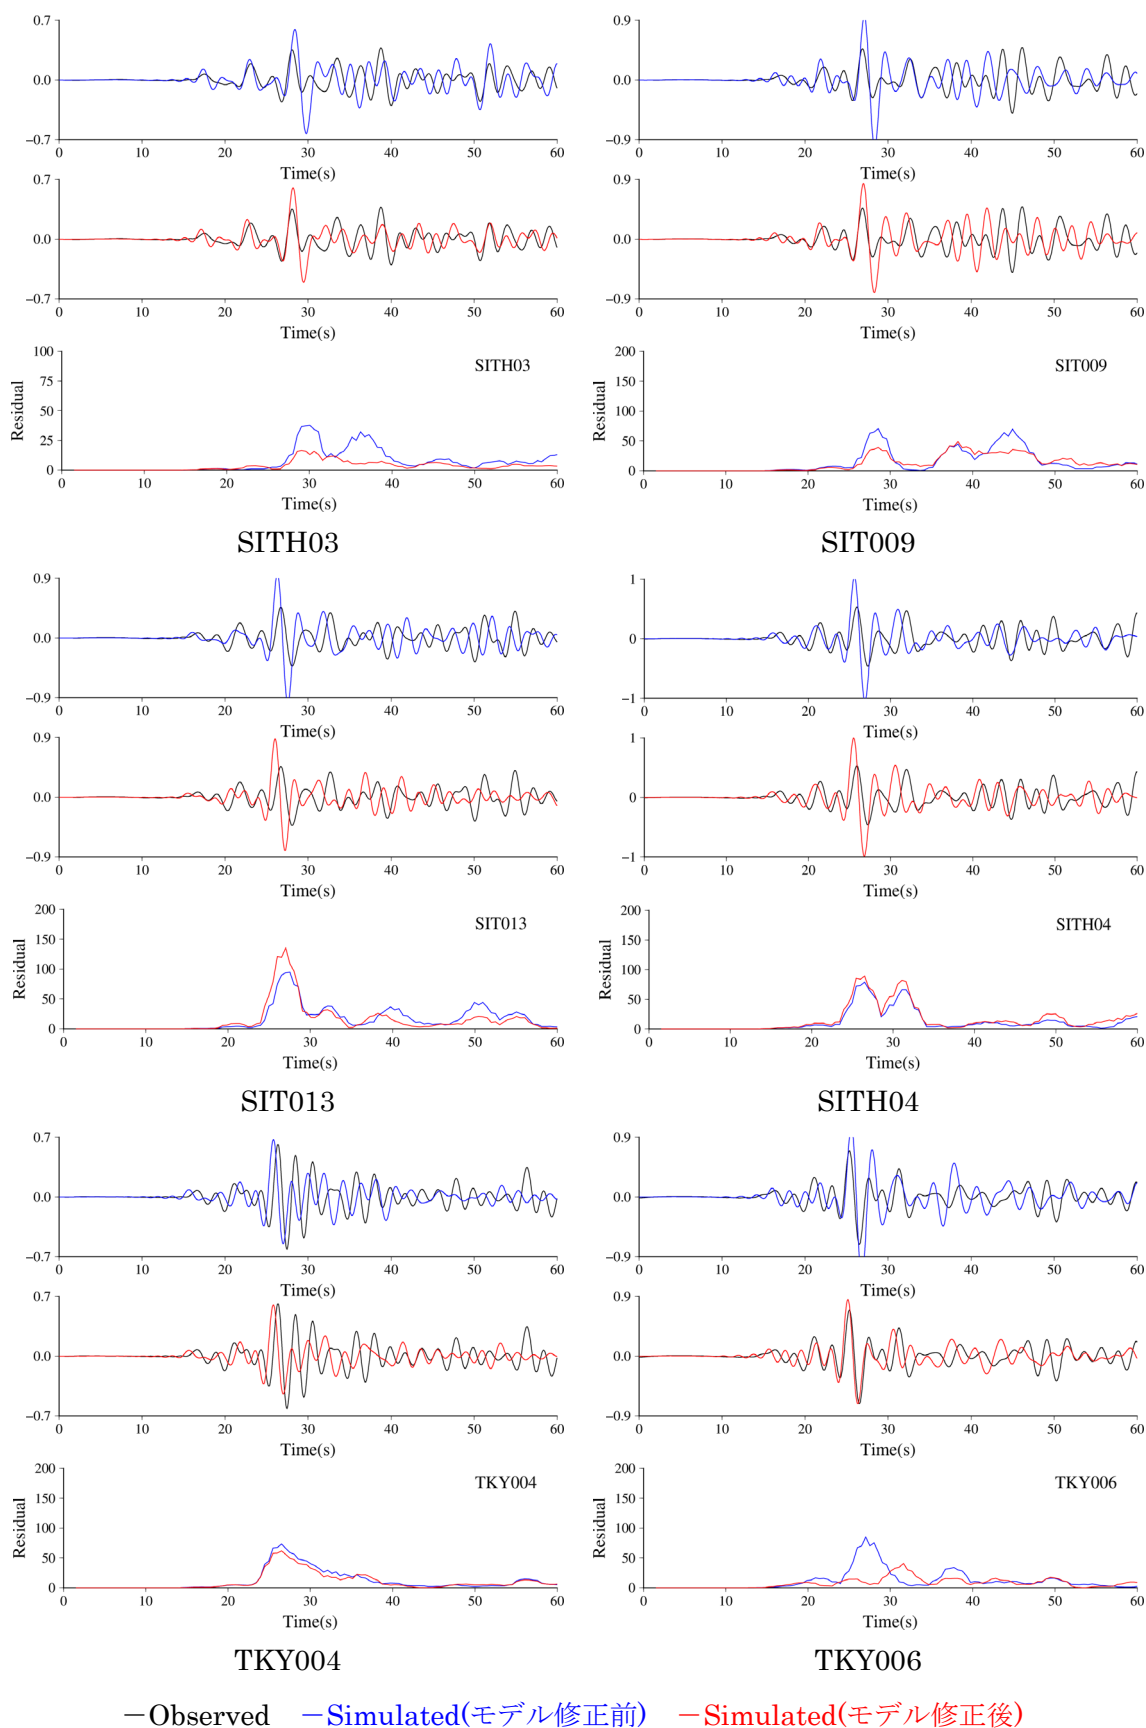 0.7
0.0
−0.7
0 10 20 30 40 50 60
Time(s)
0.9
0.0
−0.9
0 10 20 30 40 50 60
Time(s)
0.7
0.0
−0.7
0 10 20 30 40 50 60
Time(s)
0.9
0.0
−0.9
0 10 20 30 40 50 60
Time(s)
100
75
50
25
0
Residual
SITH03
0 10 20 30 40 50 60
Time(s)
200
150
100
50
0
Residual
SIT009
0 10 20 30 40 50 60
Time(s)
SITH03
SIT009
0.9
0.0
−0.9
0 10 20 30 40 50 60
Time(s)
1
0
−1
0 10 20 30 40 50 60
Time(s)
0.9
0.0
−0.9
0 10 20 30 40 50 60
Time(s)
1
0
−1
0 10 20 30 40 50 60
Time(s)
200
150
100
50
0
Residual
SIT013
0 10 20 30 40 50 60
Time(s)
200
150
100
50
0
Residual
SITH04
0 10 20 30 40 50 60
Time(s)
SIT013
SITH04
0.7
0.0
−0.7
0 10 20 30 40 50 60
Time(s)
0.9
0.0
−0.9
0 10 20 30 40 50 60
Time(s)
0.7
0.0
−0.7
0 10 20 30 40 50 60
Time(s)
0.9
0.0
−0.9
0 10 20 30 40 50 60
Time(s)
200
150
100
50
0
Residual
TKY004
0 10 20 30 40 50 60
Time(s)
200
150
100
50
0
Residual
TKY006
0 10 20 30 40 50 60
Time(s)
TKY004
TKY006
−Observed −Simulated(モデル修正前) −Simulated(モデル修正後)